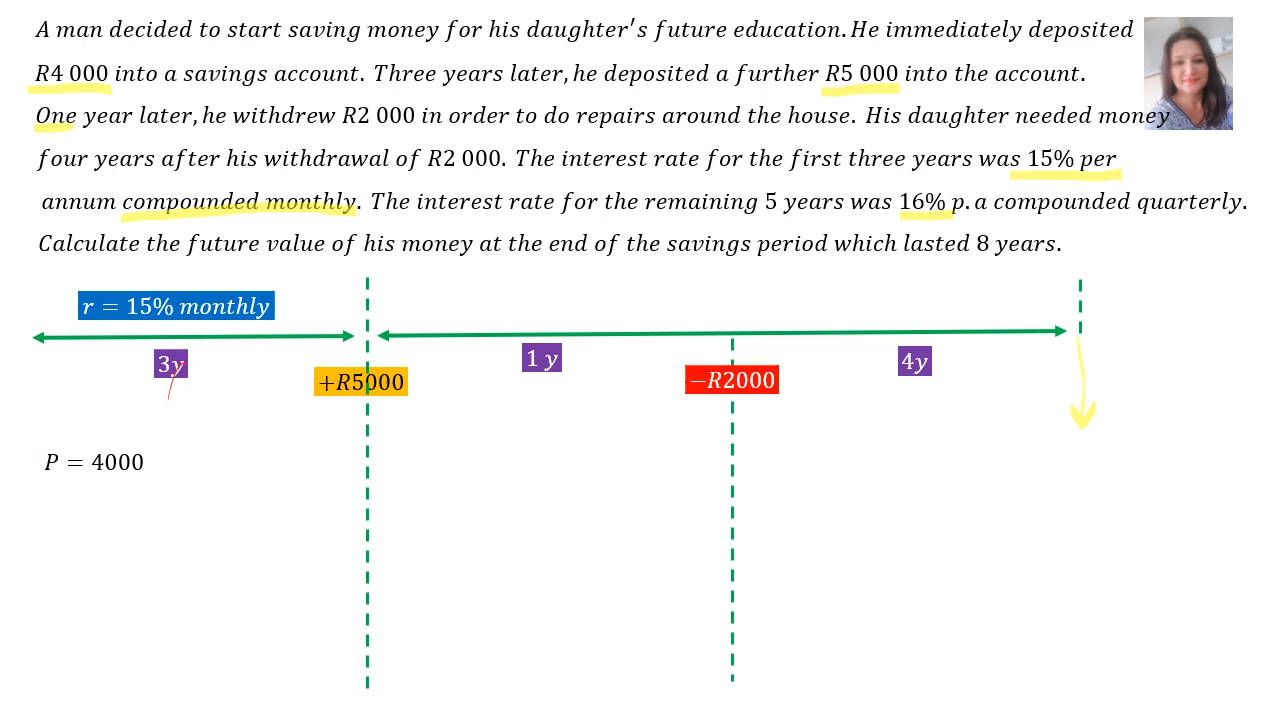 A man decided to start saving money for his daughter's future education. He immediately deposited
R4 000 into a savings account. Three years later, he deposited a further R5 000 into the account.
One year later, he withdrew R2 000 in order to do repairs around the house. His daughter needed money
four years after his withdrawal of R2 000. The interest rate for the first three years was 15% per
annum compounded monthly. The interest rate for the remaining 5 years was 16% p.a compounded quarterly.
Calculate the future value of his money at the end of the savings period which lasted 8 years.
r = 15% monthly
3y
1 y
4y
+R5000
−R2000
P = 4000